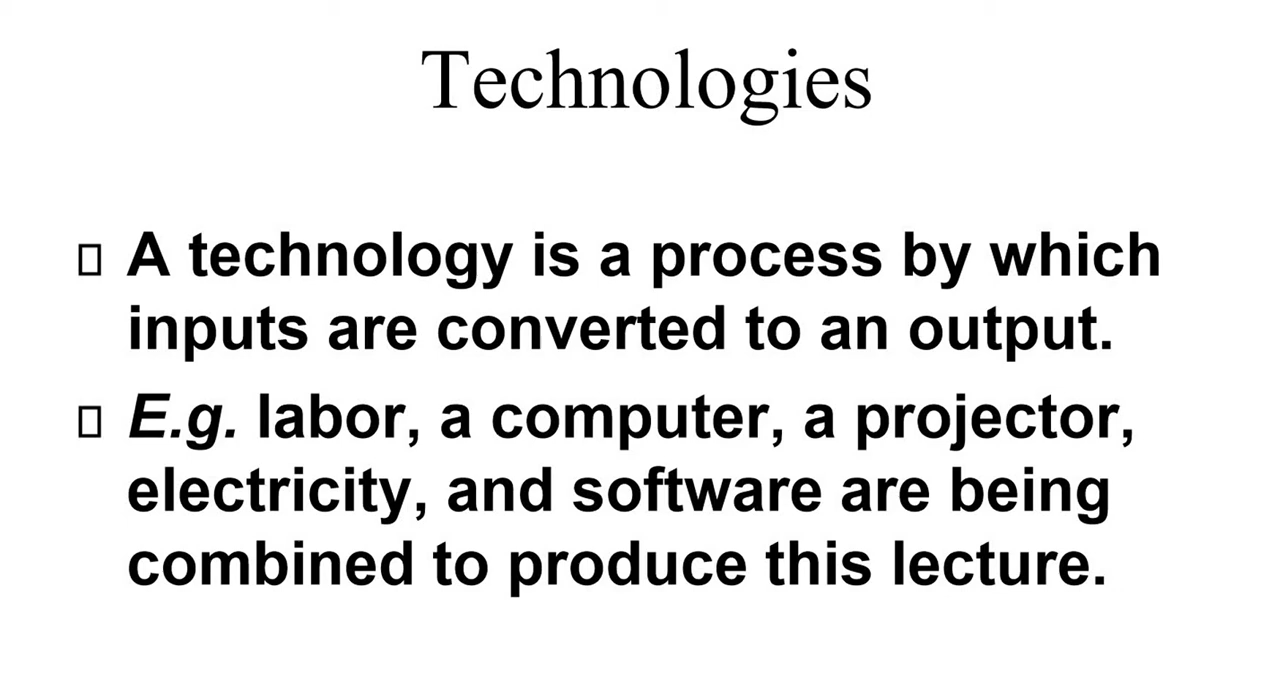 Technologies
▯ A technology is a process by which
inputs are converted to an output.
▯ E.g. labor, a computer, a projector,
electricity, and software are being
combined to produce this lecture.